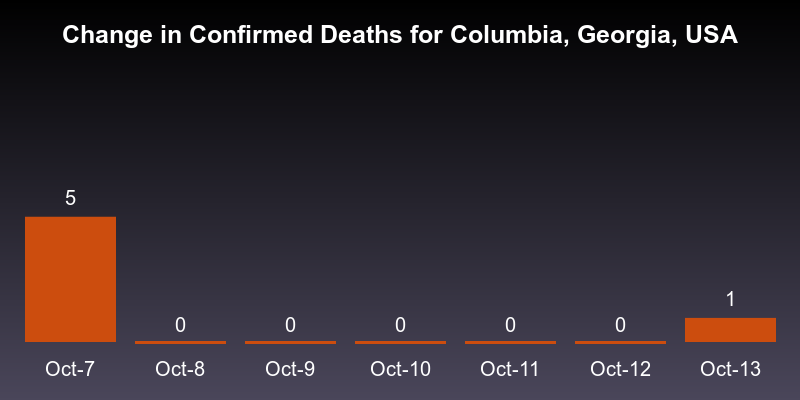 Change in Confirmed Deaths for Columbia, Georgia, USA
5
0
0
0
0
0
1
Oct-7
Oct-8
Oct-9
Oct-10
Oct-11
Oct-12
Oct-13